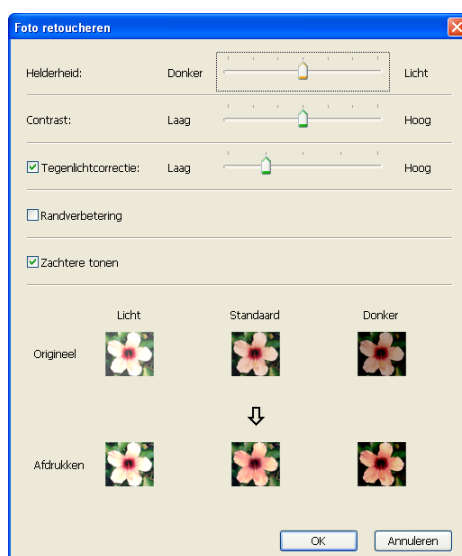 Foto retoucheren
Helderheid: Donker Licht
Contrast: Laag Hoog
Tegenlichtcorrectie: Laag Hoog
Randverbetering
Zachtere tonen
Licht Standaard Donker
Origineel
Afdrukken
OK Annuleren